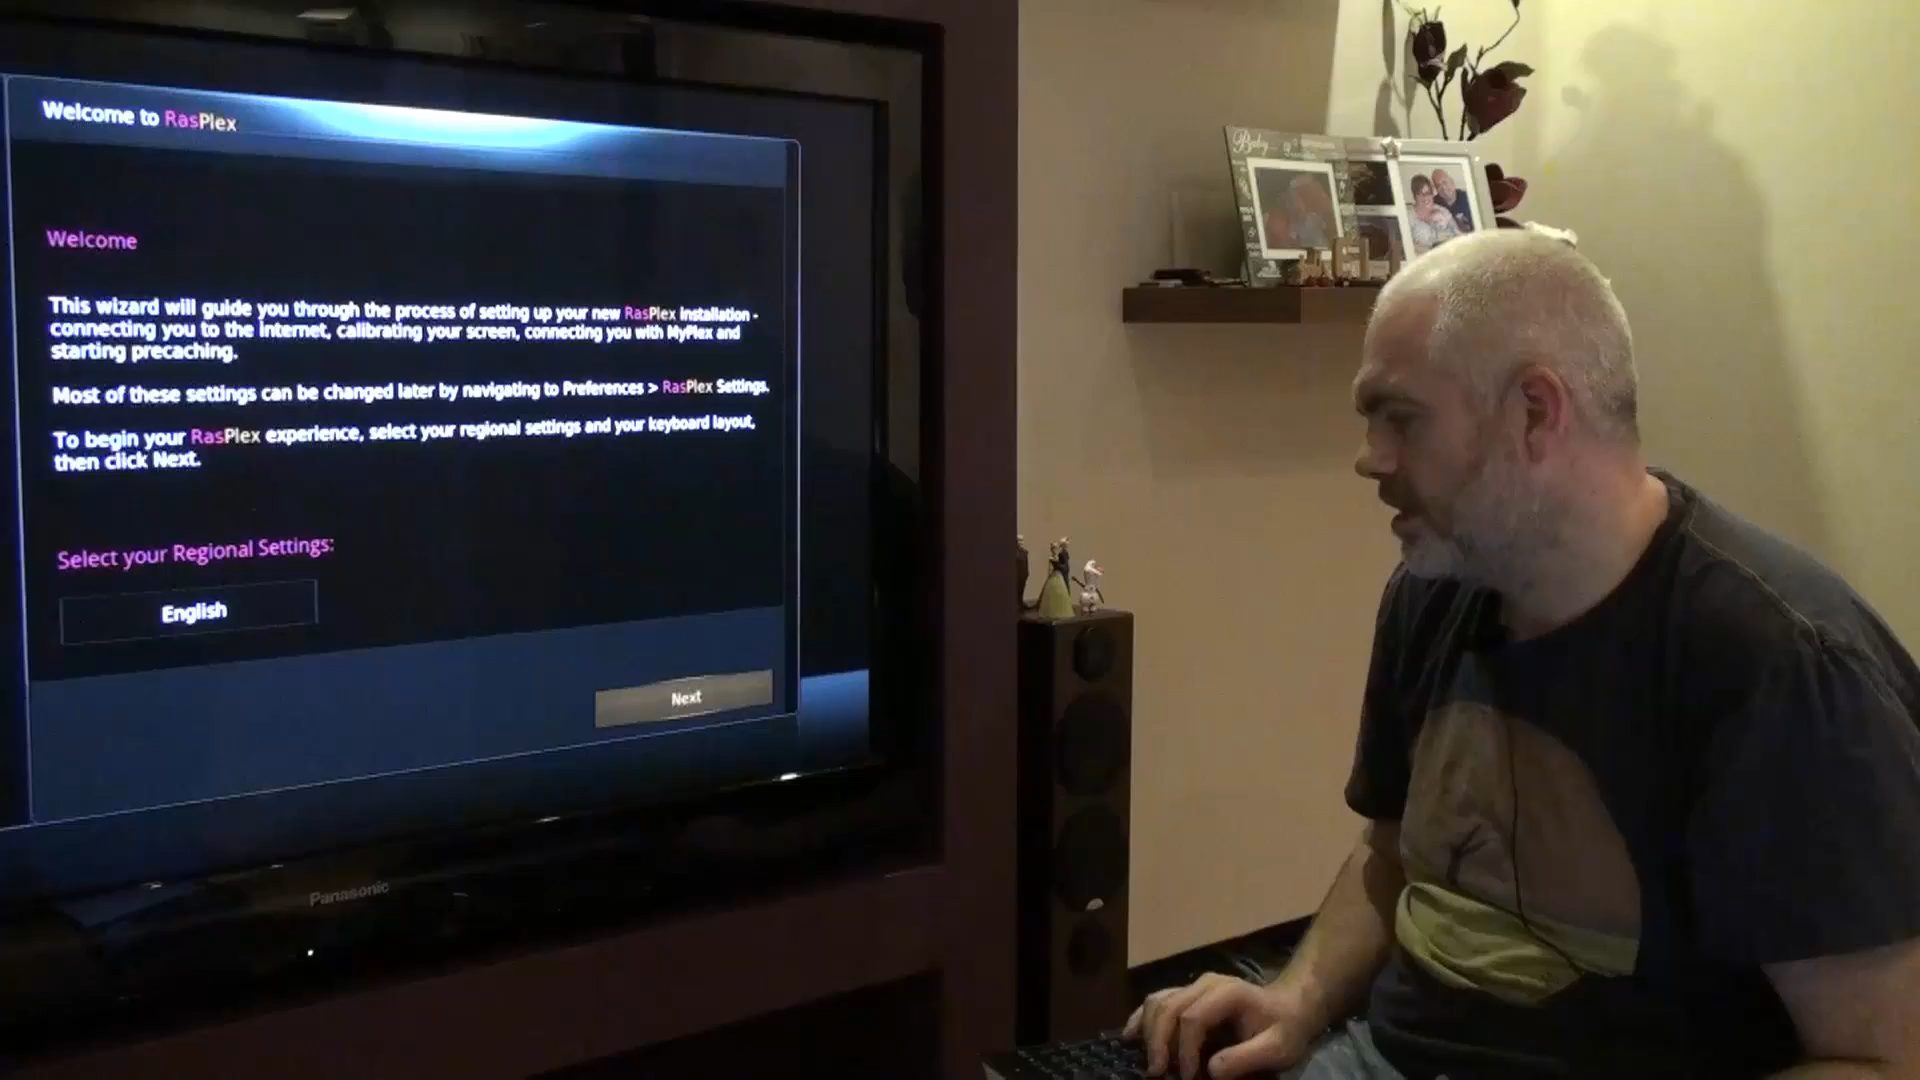 Welcome to RasPlex
Welcome
This wizard will guide you through the process of setting up your new RasPlex installation -
connecting you to the internet, calibrating your screen, connecting you with MyPlex and
starting precaching.
Most of these settings can be changed later by navigating to Preferences > RasPlex Settings.
To begin your RasPlex experience, select your regional settings and your keyboard layout,
then click Next.
Select your Regional Settings:
English
Next
Panasonic
Baby